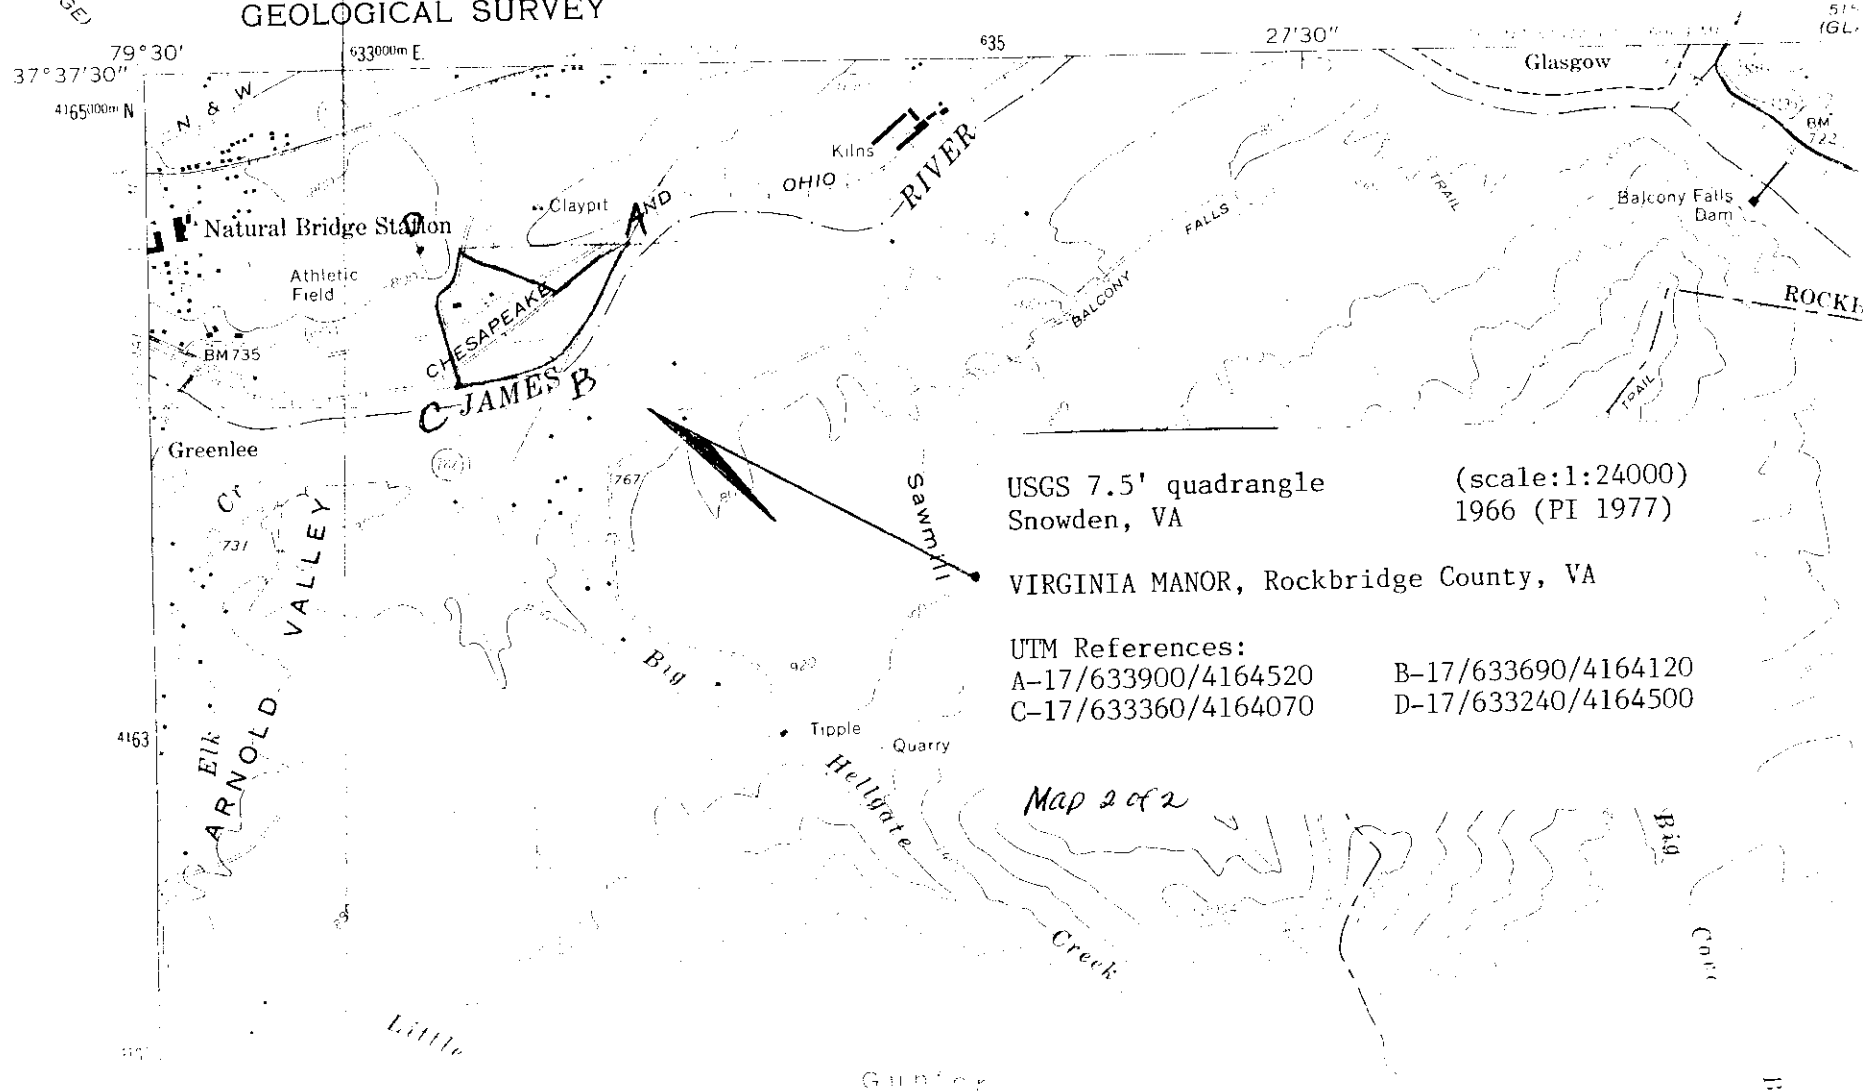 GEOLOGICAL SURVEY
79°30'
633000m E.
635
27'30"
37°37'30"
4165000m N
N & W
Glasgow
BM
722
Kilns
OHIO
RIVER
Claypit
AND
A
Natural Bridge Station
D
Athletic
Field
CHESAPEAKE
BM 735
C
JAMES
B
FALLS
BALCONY
TRAIL
Balcony Falls
Dam
TRAIL
Greenlee
Cr
731
767
VALLEY
Sawmill
USGS 7.5' quadrangle (scale:1:24000)
Snowden, VA 1966 (PI 1977)
VIRGINIA MANOR, Rockbridge County, VA
UTM References:
A-17/633900/4164520 B-17/633690/4164120
C-17/633360/4164070 D-17/633240/4164500
Big
920
4163
Elk
ARNOLD
Tipple
Quarry
Hellgate
Map 2 of 2
Big
Creek
Little